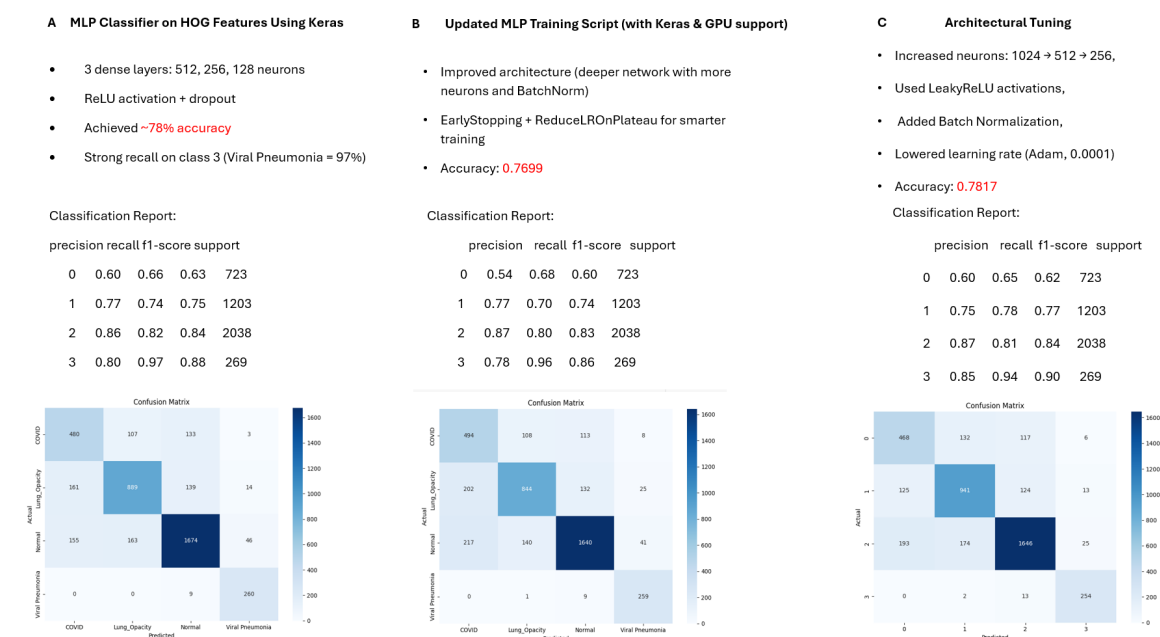 A MLP Classifier on HOG Features Using Keras
• 3 dense layers: 512, 256, 128 neurons
• ReLU activation + dropout
• Achieved ~78% accuracy
• Strong recall on class 3 (Viral Pneumonia = 97%)
Classification Report:
precision recall f1-score support
0 0.60 0.66 0.63 723
1 0.77 0.74 0.75 1203
2 0.86 0.82 0.84 2038
3 0.80 0.97 0.88 269
Confusion Matrix
COVID 480 107 133 3
Lung_Opacity 161 889 139 14
Normal 155 163 1674 46
Viral Pneumonia 0 0 9 260
Actual
COVID Lung_Opacity Normal Viral Pneumonia
Predicted
1600
1400
1200
1000
800
600
400
200
0
B Updated MLP Training Script (with Keras & GPU support)
• Improved architecture (deeper network with more
neurons and BatchNorm)
• EarlyStopping + ReduceLROnPlateau for smarter
training
• Accuracy: 0.7699
Classification Report:
precision recall f1-score support
0 0.54 0.68 0.60 723
1 0.77 0.70 0.74 1203
2 0.87 0.80 0.83 2038
3 0.78 0.96 0.86 269
Confusion Matrix
COVID 494 108 113 8
Lung_Opacity 202 844 132 25
Normal 217 140 1640 41
Viral Pneumonia 0 1 9 259
Actual
COVID Lung_Opacity Normal Viral Pneumonia
1600
1400
1200
1000
800
600
400
200
0
C Architectural Tuning
• Increased neurons: 1024 → 512 → 256,
• Used LeakyReLU activations,
• Added Batch Normalization,
• Lowered learning rate (Adam, 0.0001)
• Accuracy: 0.7817
Classification Report:
precision recall f1-score support
0 0.60 0.65 0.62 723
1 0.75 0.78 0.77 1203
2 0.87 0.81 0.84 2038
3 0.85 0.94 0.90 269
Confusion Matrix
0 468 132 117 6
1 125 941 124 13
2 193 174 1646 25
3 0 2 13 254
Actual
0 1 2 3
Predicted
1600
1400
1200
1000
800
600
400
200
0